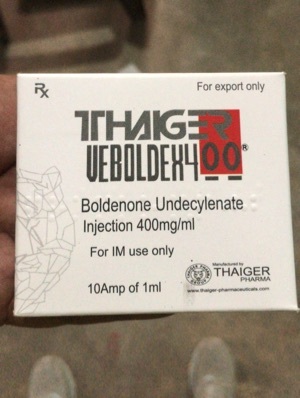 Rx
For export only
THAIGER
VEBOLDEX400®
Boldenone Undecylenate
Injection 400mg/ml
For IM use only
10Amp of 1ml
Manufactured by
THAIGER
PHARMA
www.thaiger-pharmaceuticals.com